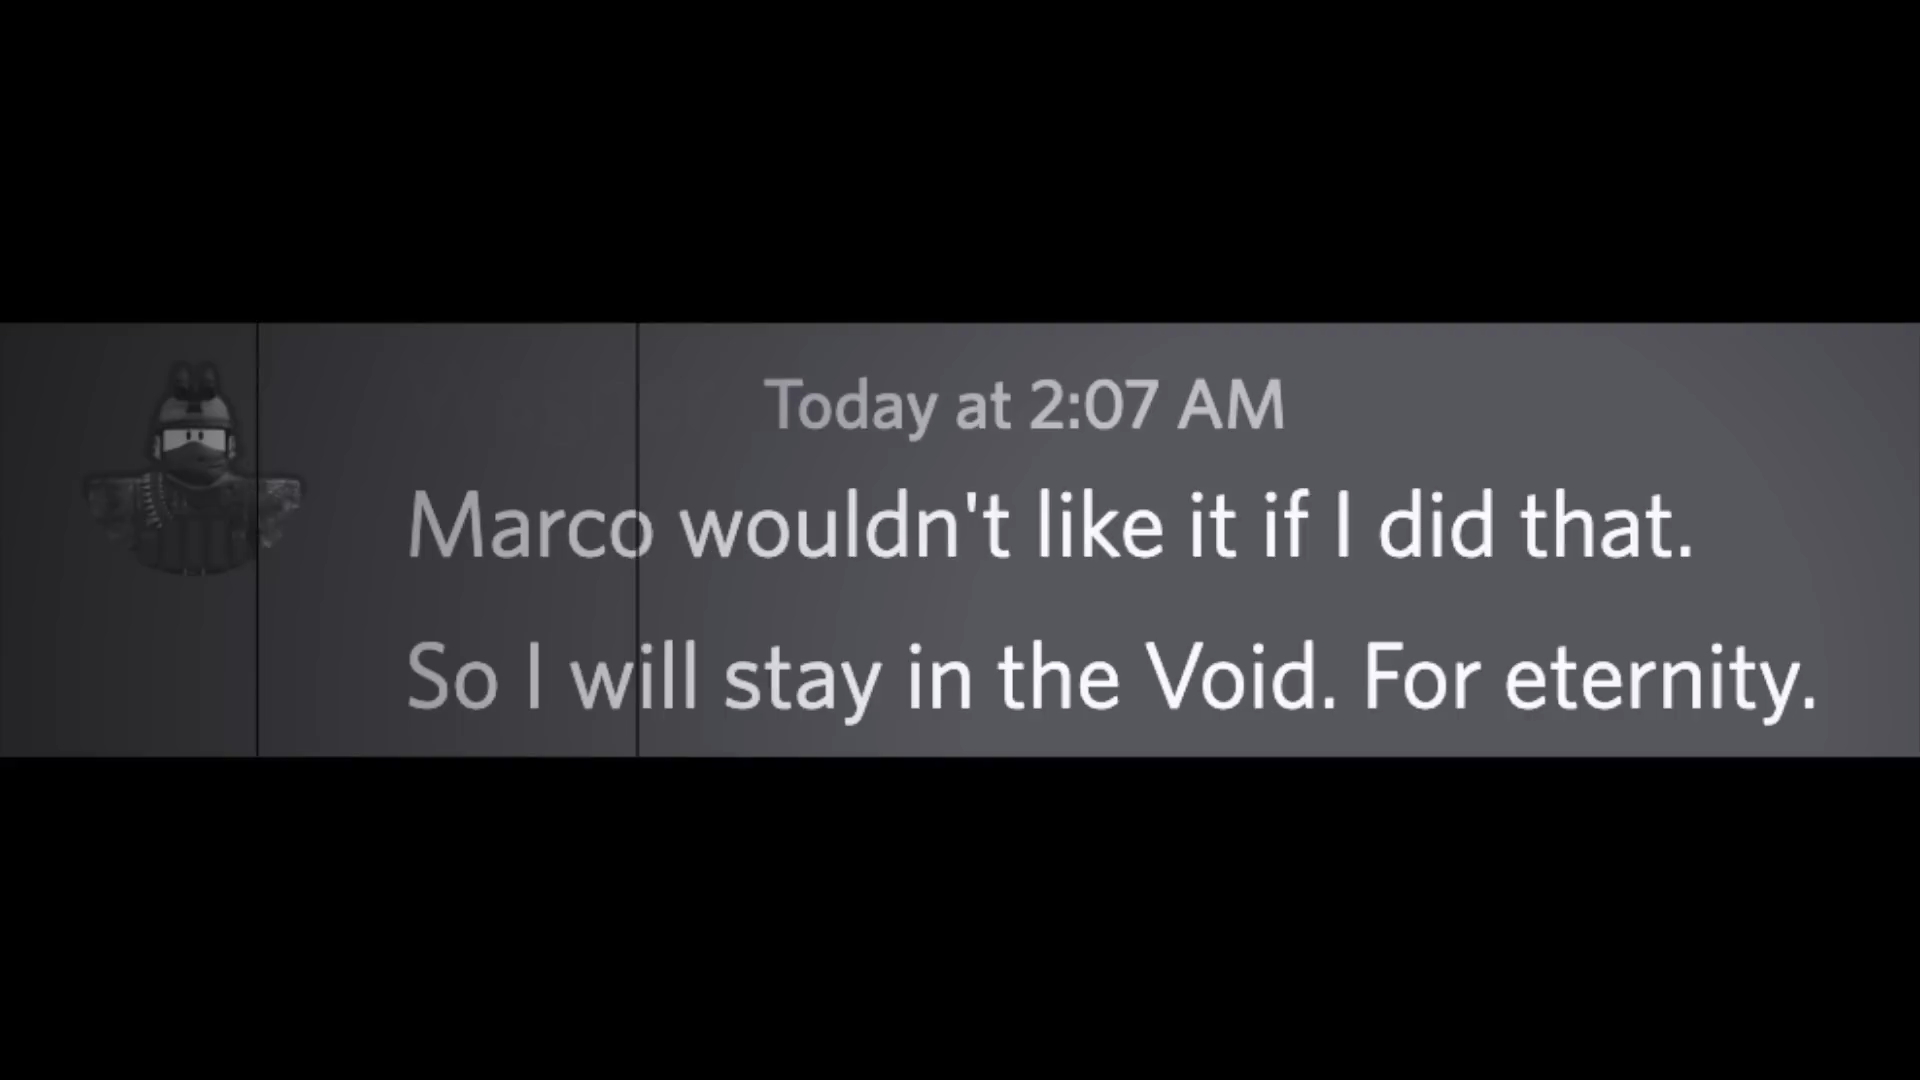 Today at 2:07 AM
Marco wouldn't like it if I did that.
So I will stay in the Void. For eternity.